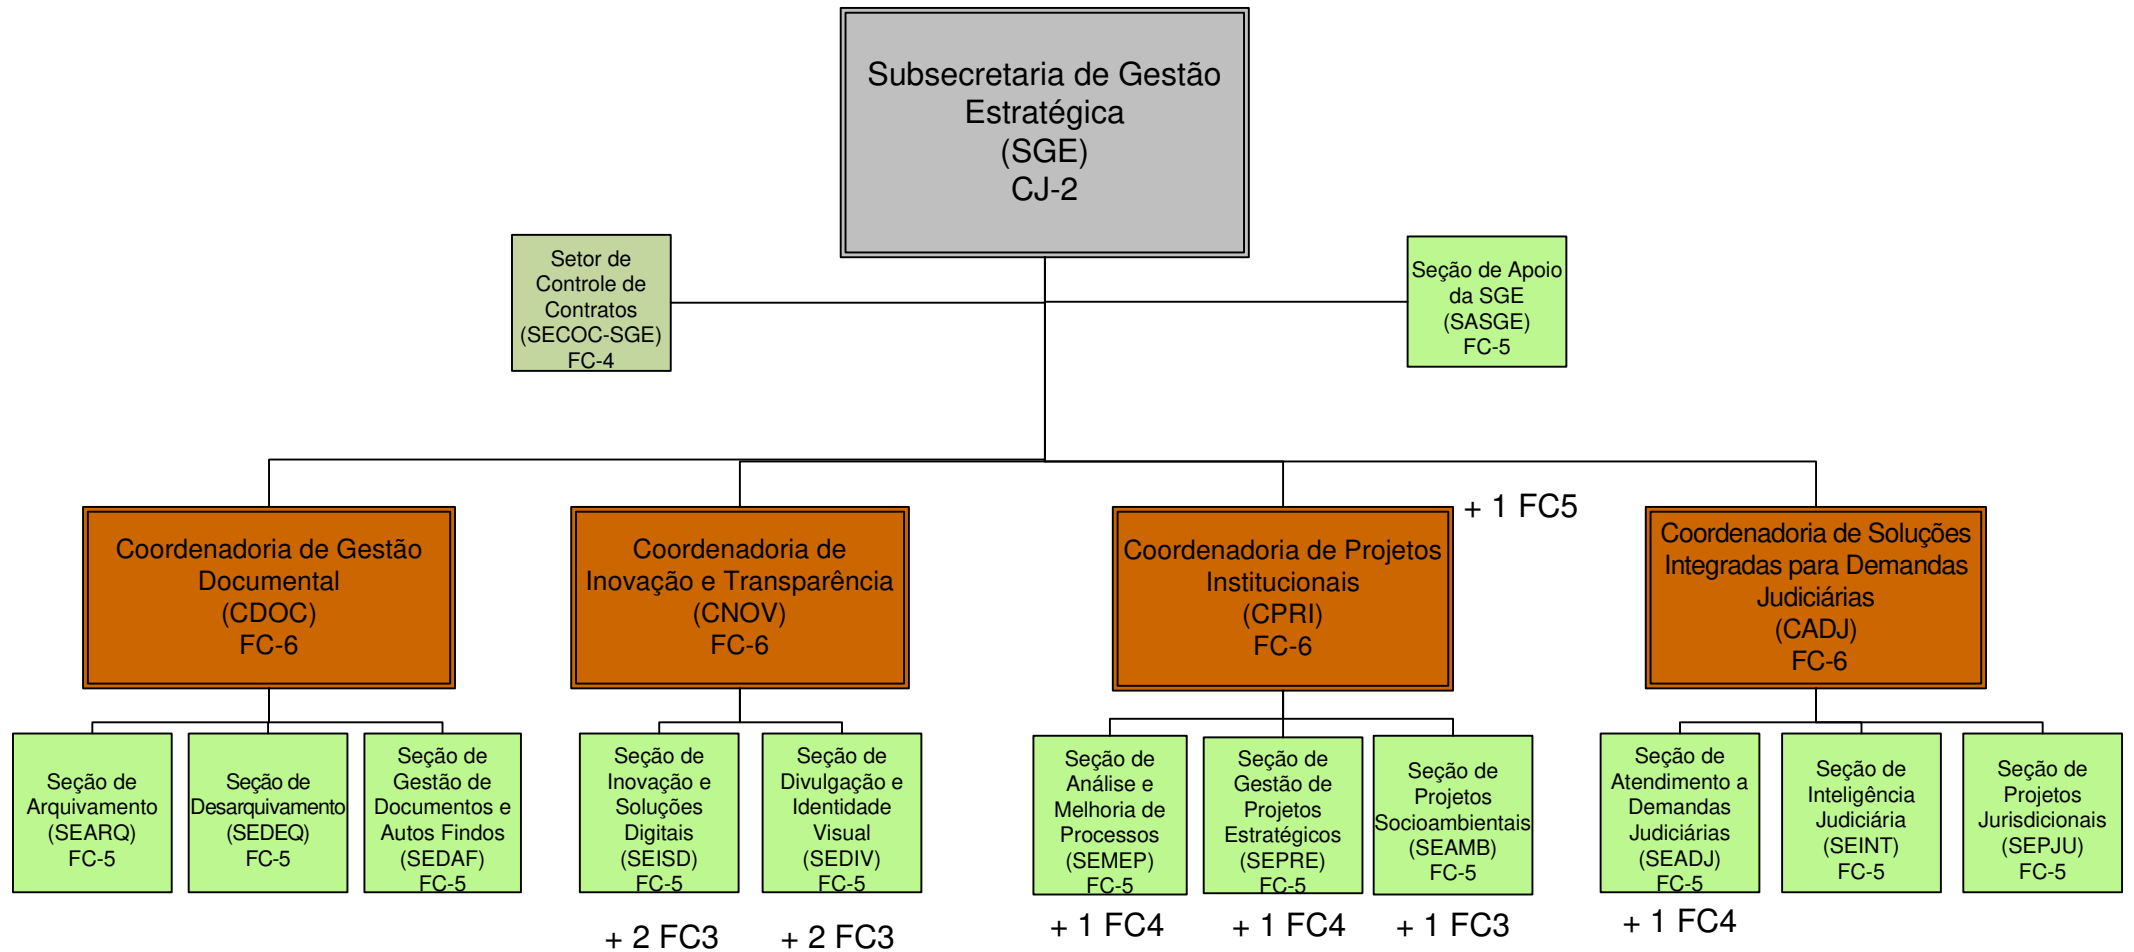 Subsecretaria de Gestão
Estratégica
(SGE)
CJ-2
Setor de
Controle de
Contratos
(SECOC-SGE)
FC-4
Seção de Apoio
da SGE
(SASGE)
FC-5
Coordenadoria de Gestão
Documental
(CDOC)
FC-6
Coordenadoria de
Inovação e Transparência
(CNOV)
FC-6
Coordenadoria de Projetos
Institucionais
(CPRI)
FC-6
+ 1 FC5
Coordenadoria de Soluções
Integradas para Demandas
Judiciárias
(CADJ)
FC-6
Seção de
Arquivamento
(SEARQ)
FC-5
Seção de
Desarquivamento
(SEDEQ)
FC-5
Seção de
Gestão de
Documentos e
Autos Findos
(SEDAF)
FC-5
Seção de
Inovação e
Soluções
Digitais
(SEISD)
FC-5
+ 2 FC3
Seção de
Divulgação e
Identidade
Visual
(SEDIV)
FC-5
+ 2 FC3
Seção de
Análise e
Melhoria de
Processos
(SEMEP)
FC-5
+ 1 FC4
Seção de
Gestão de
Projetos
Estratégicos
(SEPRE)
FC-5
+ 1 FC4
Seção de
Projetos
Socioambientais
(SEAMB)
FC-5
+ 1 FC3
Seção de
Atendimento a
Demandas
Judiciárias
(SEADJ)
FC-5
+ 1 FC4
Seção de
Inteligência
Judiciária
(SEINT)
FC-5
Seção de
Projetos
Jurisdicionais
(SEPJU)
FC-5